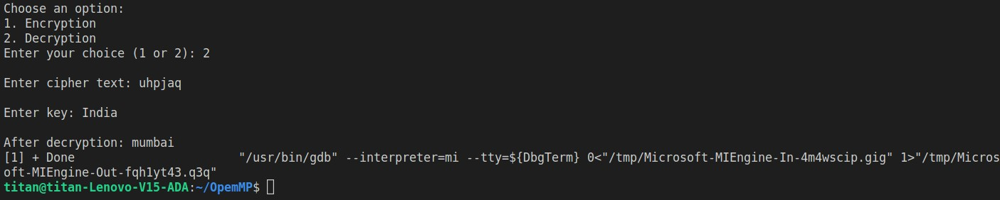 Choose an option:
1. Encryption
2. Decryption
Enter your choice (1 or 2): 2
Enter cipher text: uhpjaq
Enter key: India
After decryption: mumbai
[1] + Done                       "/usr/bin/gdb" --interpreter=mi --tty=${DbgTerm} 0<"/tmp/Microsoft-MIEngine-In-4m4wscip.gig" 1>"/tmp/Micros
oft-MIEngine-Out-fqh1yt43.q3q"
titan@titan-Lenovo-V15-ADA:~/OpemMP$